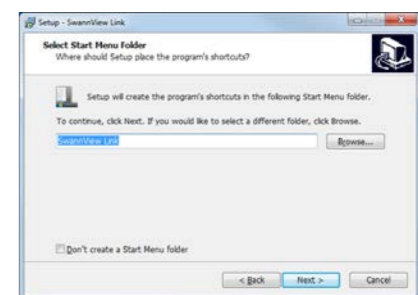 Setup - SwannView Link
Select Start Menu Folder
Where should Setup place the program's shortcuts?
Setup will create the program's shortcuts in the following Start Menu folder.
To continue, click Next. If you would like to select a different folder, click Browse.
SwannView Link
Browse...
Don't create a Start Menu folder
< Back
Next >
Cancel